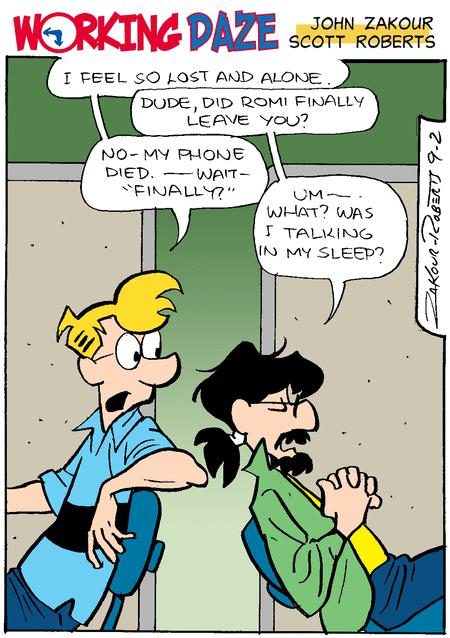 WORKING DAZE
JOHN ZAKOUR
SCOTT ROBERTS
I FEEL SO LOST AND ALONE.
DUDE, DID ROMI FINALLY
LEAVE YOU?
NO- MY PHONE
DIED. — WAIT-
"FINALLY?"
UM—.
WHAT? WAS
I TALKING
IN MY SLEEP?
ZAKOUR-ROBERTS 9-2